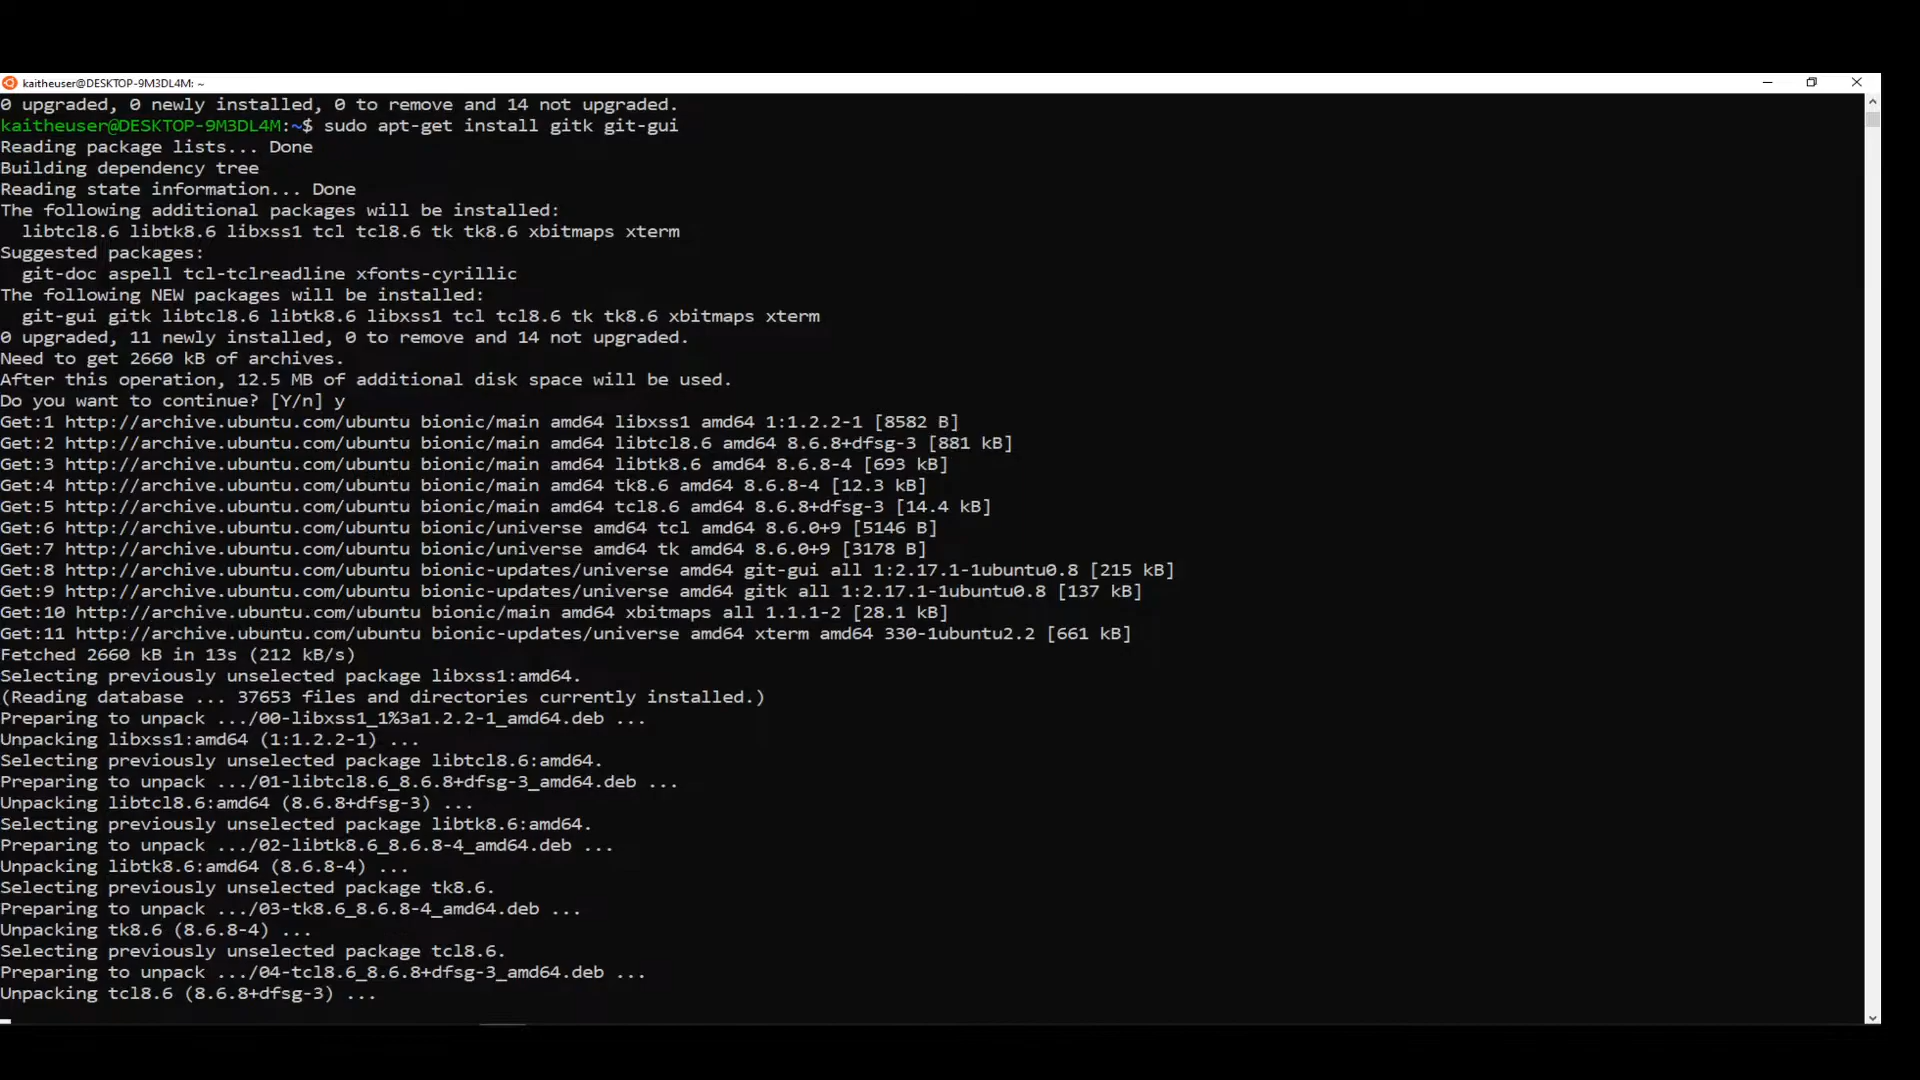 kaitheuser@DESKTOP-9M3DL4M: ~
0 upgraded, 0 newly installed, 0 to remove and 14 not upgraded.
kaitheuser@DESKTOP-9M3DL4M:~$ sudo apt-get install gitk git-gui
Reading package lists... Done
Building dependency tree
Reading state information... Done
The following additional packages will be installed:
  libtcl8.6 libtk8.6 libxss1 tcl tcl8.6 tk tk8.6 xbitmaps xterm
Suggested packages:
  git-doc aspell tcl-tclreadline xfonts-cyrillic
The following NEW packages will be installed:
  git-gui gitk libtcl8.6 libtk8.6 libxss1 tcl tcl8.6 tk tk8.6 xbitmaps xterm
0 upgraded, 11 newly installed, 0 to remove and 14 not upgraded.
Need to get 2660 kB of archives.
After this operation, 12.5 MB of additional disk space will be used.
Do you want to continue? [Y/n] y
Get:1 http://archive.ubuntu.com/ubuntu bionic/main amd64 libxss1 amd64 1:1.2.2-1 [8582 B]
Get:2 http://archive.ubuntu.com/ubuntu bionic/main amd64 libtcl8.6 amd64 8.6.8+dfsg-3 [881 kB]
Get:3 http://archive.ubuntu.com/ubuntu bionic/main amd64 libtk8.6 amd64 8.6.8-4 [693 kB]
Get:4 http://archive.ubuntu.com/ubuntu bionic/main amd64 tk8.6 amd64 8.6.8-4 [12.3 kB]
Get:5 http://archive.ubuntu.com/ubuntu bionic/main amd64 tcl8.6 amd64 8.6.8+dfsg-3 [14.4 kB]
Get:6 http://archive.ubuntu.com/ubuntu bionic/universe amd64 tcl amd64 8.6.0+9 [5146 B]
Get:7 http://archive.ubuntu.com/ubuntu bionic/universe amd64 tk amd64 8.6.0+9 [3178 B]
Get:8 http://archive.ubuntu.com/ubuntu bionic-updates/universe amd64 git-gui all 1:2.17.1-1ubuntu0.8 [215 kB]
Get:9 http://archive.ubuntu.com/ubuntu bionic-updates/universe amd64 gitk all 1:2.17.1-1ubuntu0.8 [137 kB]
Get:10 http://archive.ubuntu.com/ubuntu bionic/main amd64 xbitmaps all 1.1.1-2 [28.1 kB]
Get:11 http://archive.ubuntu.com/ubuntu bionic-updates/universe amd64 xterm amd64 330-1ubuntu2.2 [661 kB]
Fetched 2660 kB in 13s (212 kB/s)
Selecting previously unselected package libxss1:amd64.
(Reading database ... 37653 files and directories currently installed.)
Preparing to unpack .../00-libxss1_1%3a1.2.2-1_amd64.deb ...
Unpacking libxss1:amd64 (1:1.2.2-1) ...
Selecting previously unselected package libtcl8.6:amd64.
Preparing to unpack .../01-libtcl8.6_8.6.8+dfsg-3_amd64.deb ...
Unpacking libtcl8.6:amd64 (8.6.8+dfsg-3) ...
Selecting previously unselected package libtk8.6:amd64.
Preparing to unpack .../02-libtk8.6_8.6.8-4_amd64.deb ...
Unpacking libtk8.6:amd64 (8.6.8-4) ...
Selecting previously unselected package tk8.6.
Preparing to unpack .../03-tk8.6_8.6.8-4_amd64.deb ...
Unpacking tk8.6 (8.6.8-4) ...
Selecting previously unselected package tcl8.6.
Preparing to unpack .../04-tcl8.6_8.6.8+dfsg-3_amd64.deb ...
Unpacking tcl8.6 (8.6.8+dfsg-3) ...